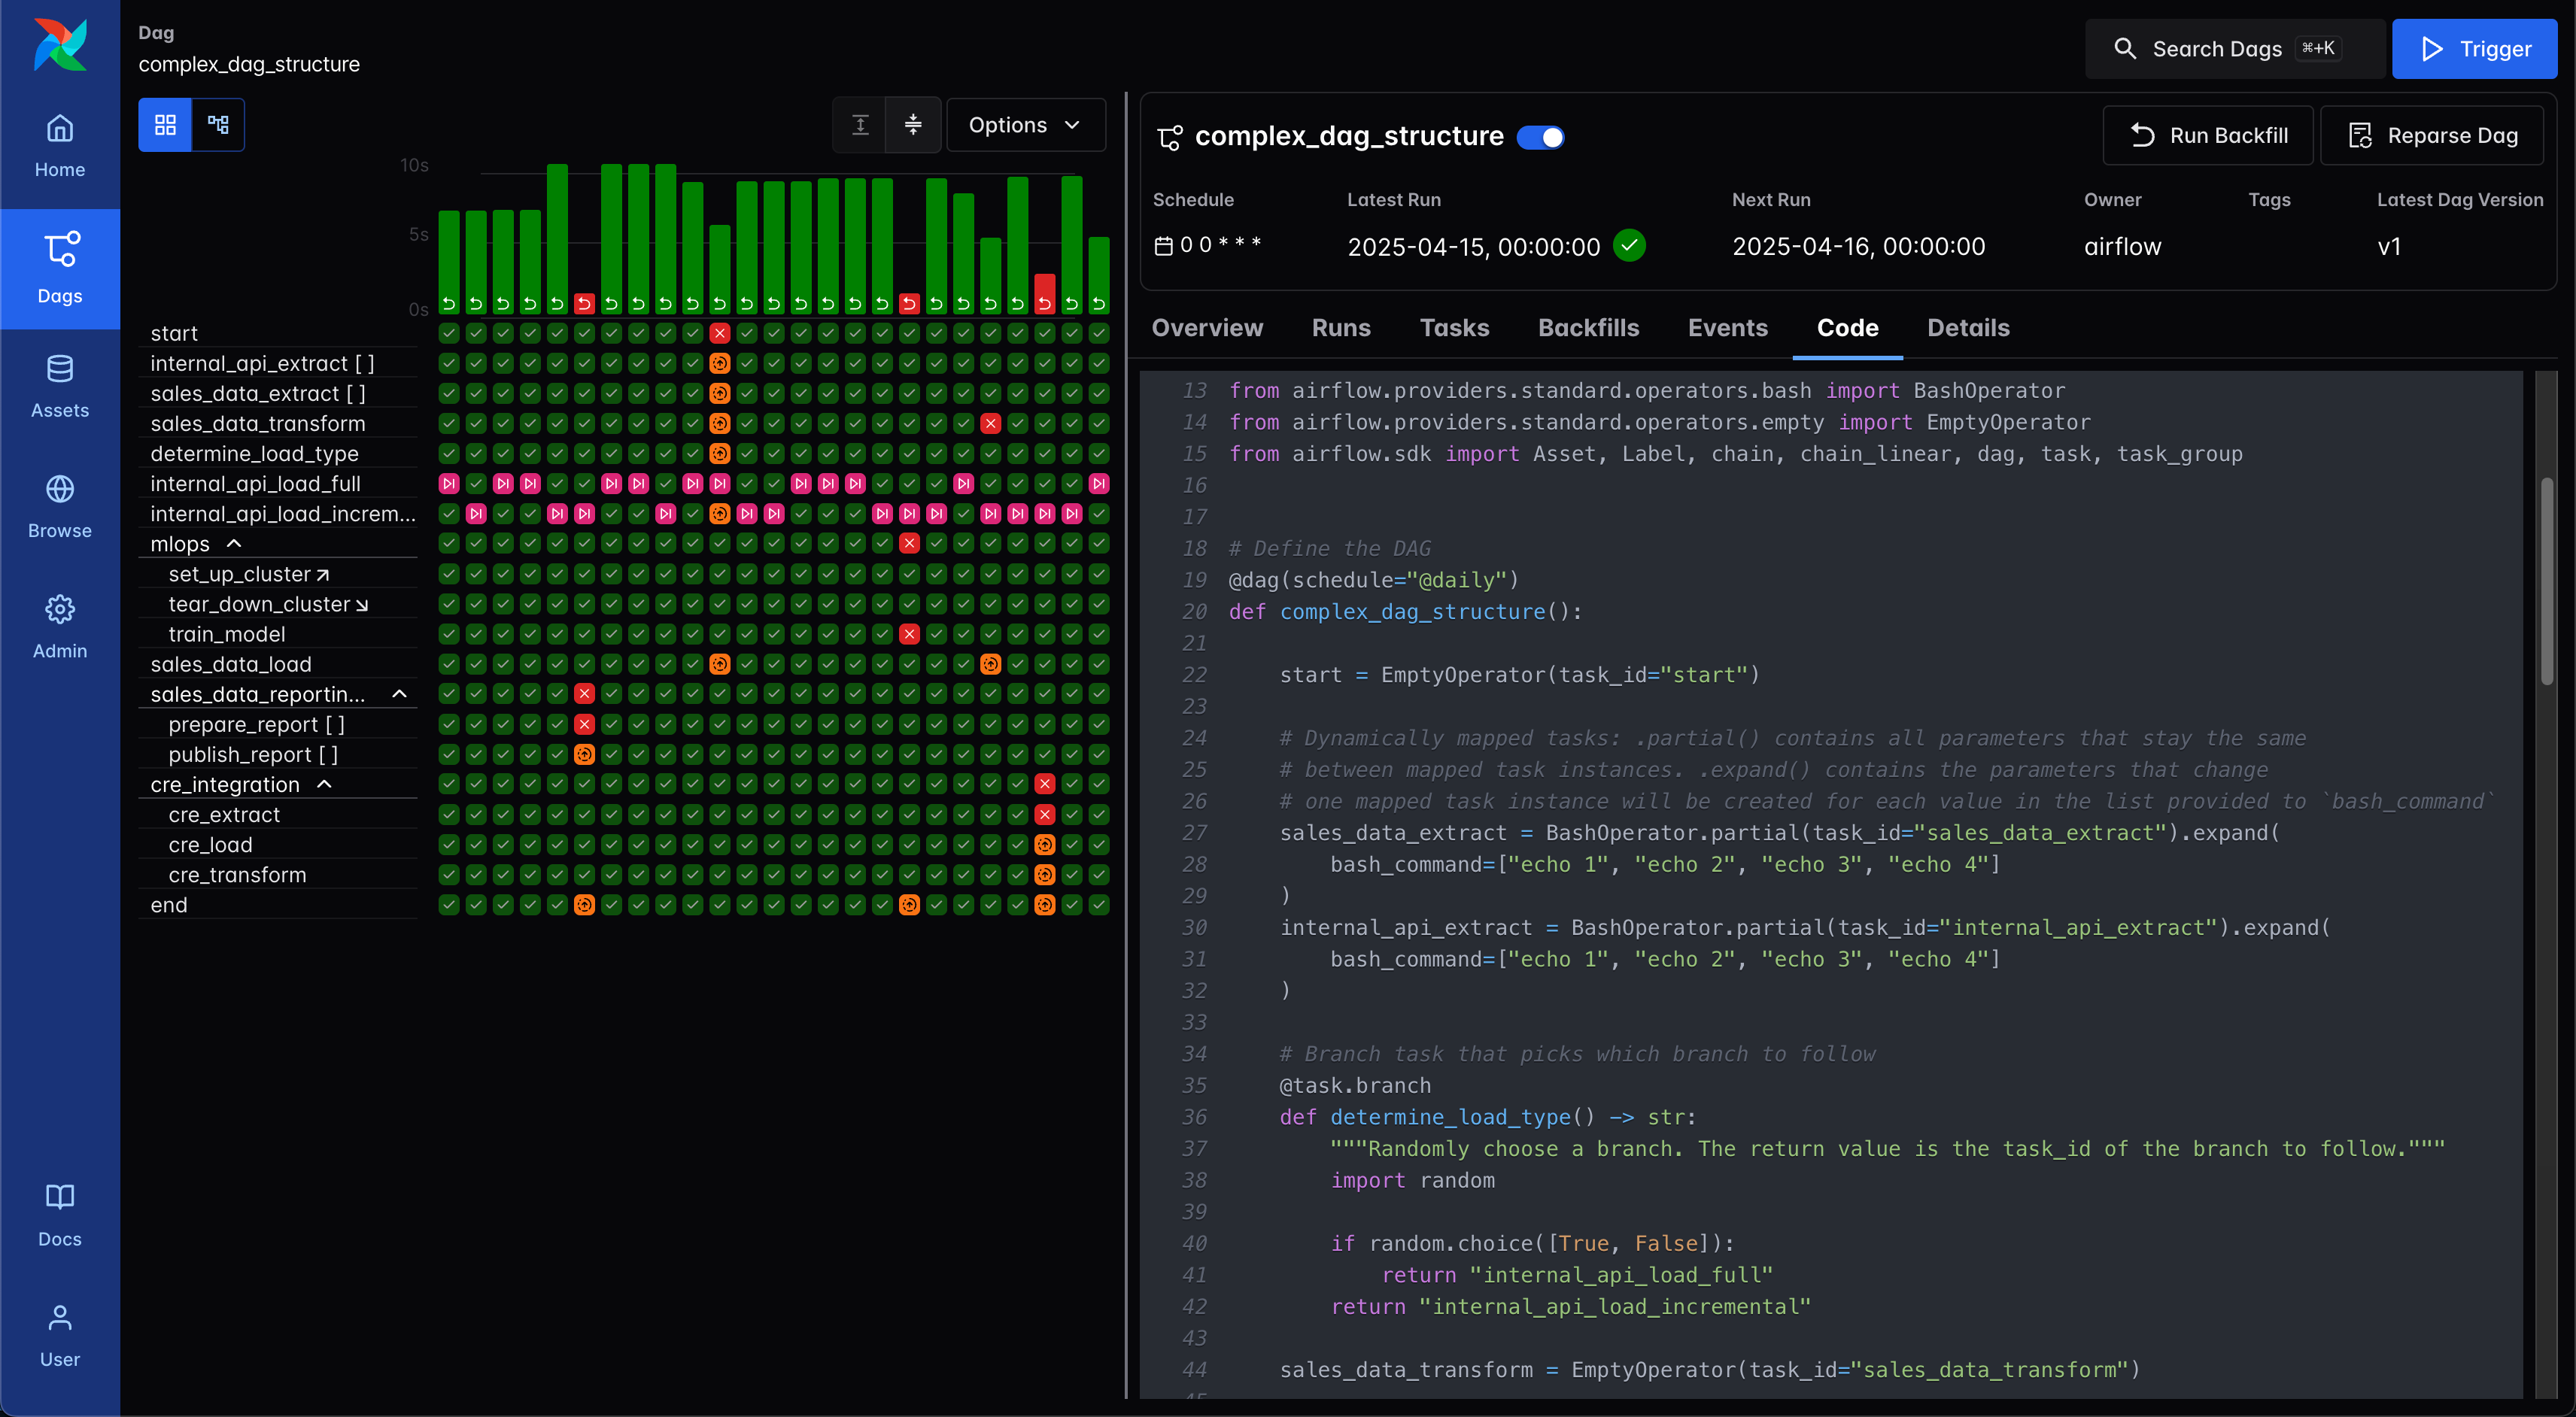 Dag
complex_dag_structure
Search Dags ⌘+K
Trigger
Home
Dags
Assets
Browse
Admin
Docs
User
Options
10s
5s
0s
start
internal_api_extract [ ]
sales_data_extract [ ]
sales_data_transform
determine_load_type
internal_api_load_full
internal_api_load_increm...
mlops
set_up_cluster
tear_down_cluster
train_model
sales_data_load
sales_data_reportin...
prepare_report [ ]
publish_report [ ]
cre_integration
cre_extract
cre_load
cre_transform
end
complex_dag_structure
Run Backfill
Reparse Dag
Schedule Latest Run Next Run Owner Tags Latest Dag Version
0 0 * * * 2025-04-15, 00:00:00 2025-04-16, 00:00:00 airflow v1
Overview Runs Tasks Backfills Events Code Details
13 from airflow.providers.standard.operators.bash import BashOperator
14 from airflow.providers.standard.operators.empty import EmptyOperator
15 from airflow.sdk import Asset, Label, chain, chain_linear, dag, task, task_group
16
17
18 # Define the DAG
19 @dag(schedule="@daily")
20 def complex_dag_structure():
21
22 start = EmptyOperator(task_id="start")
23
24 # Dynamically mapped tasks: .partial() contains all parameters that stay the same
25 # between mapped task instances. .expand() contains the parameters that change
26 # one mapped task instance will be created for each value in the list provided to `bash_command`
27 sales_data_extract = BashOperator.partial(task_id="sales_data_extract").expand(
28 bash_command=["echo 1", "echo 2", "echo 3", "echo 4"]
29 )
30 internal_api_extract = BashOperator.partial(task_id="internal_api_extract").expand(
31 bash_command=["echo 1", "echo 2", "echo 3", "echo 4"]
32 )
33
34 # Branch task that picks which branch to follow
35 @task.branch
36 def determine_load_type() -> str:
37 """Randomly choose a branch. The return value is the task_id of the branch to follow."""
38 import random
39
40 if random.choice([True, False]):
41 return "internal_api_load_full"
42 return "internal_api_load_incremental"
43
44 sales_data_transform = EmptyOperator(task_id="sales_data_transform")